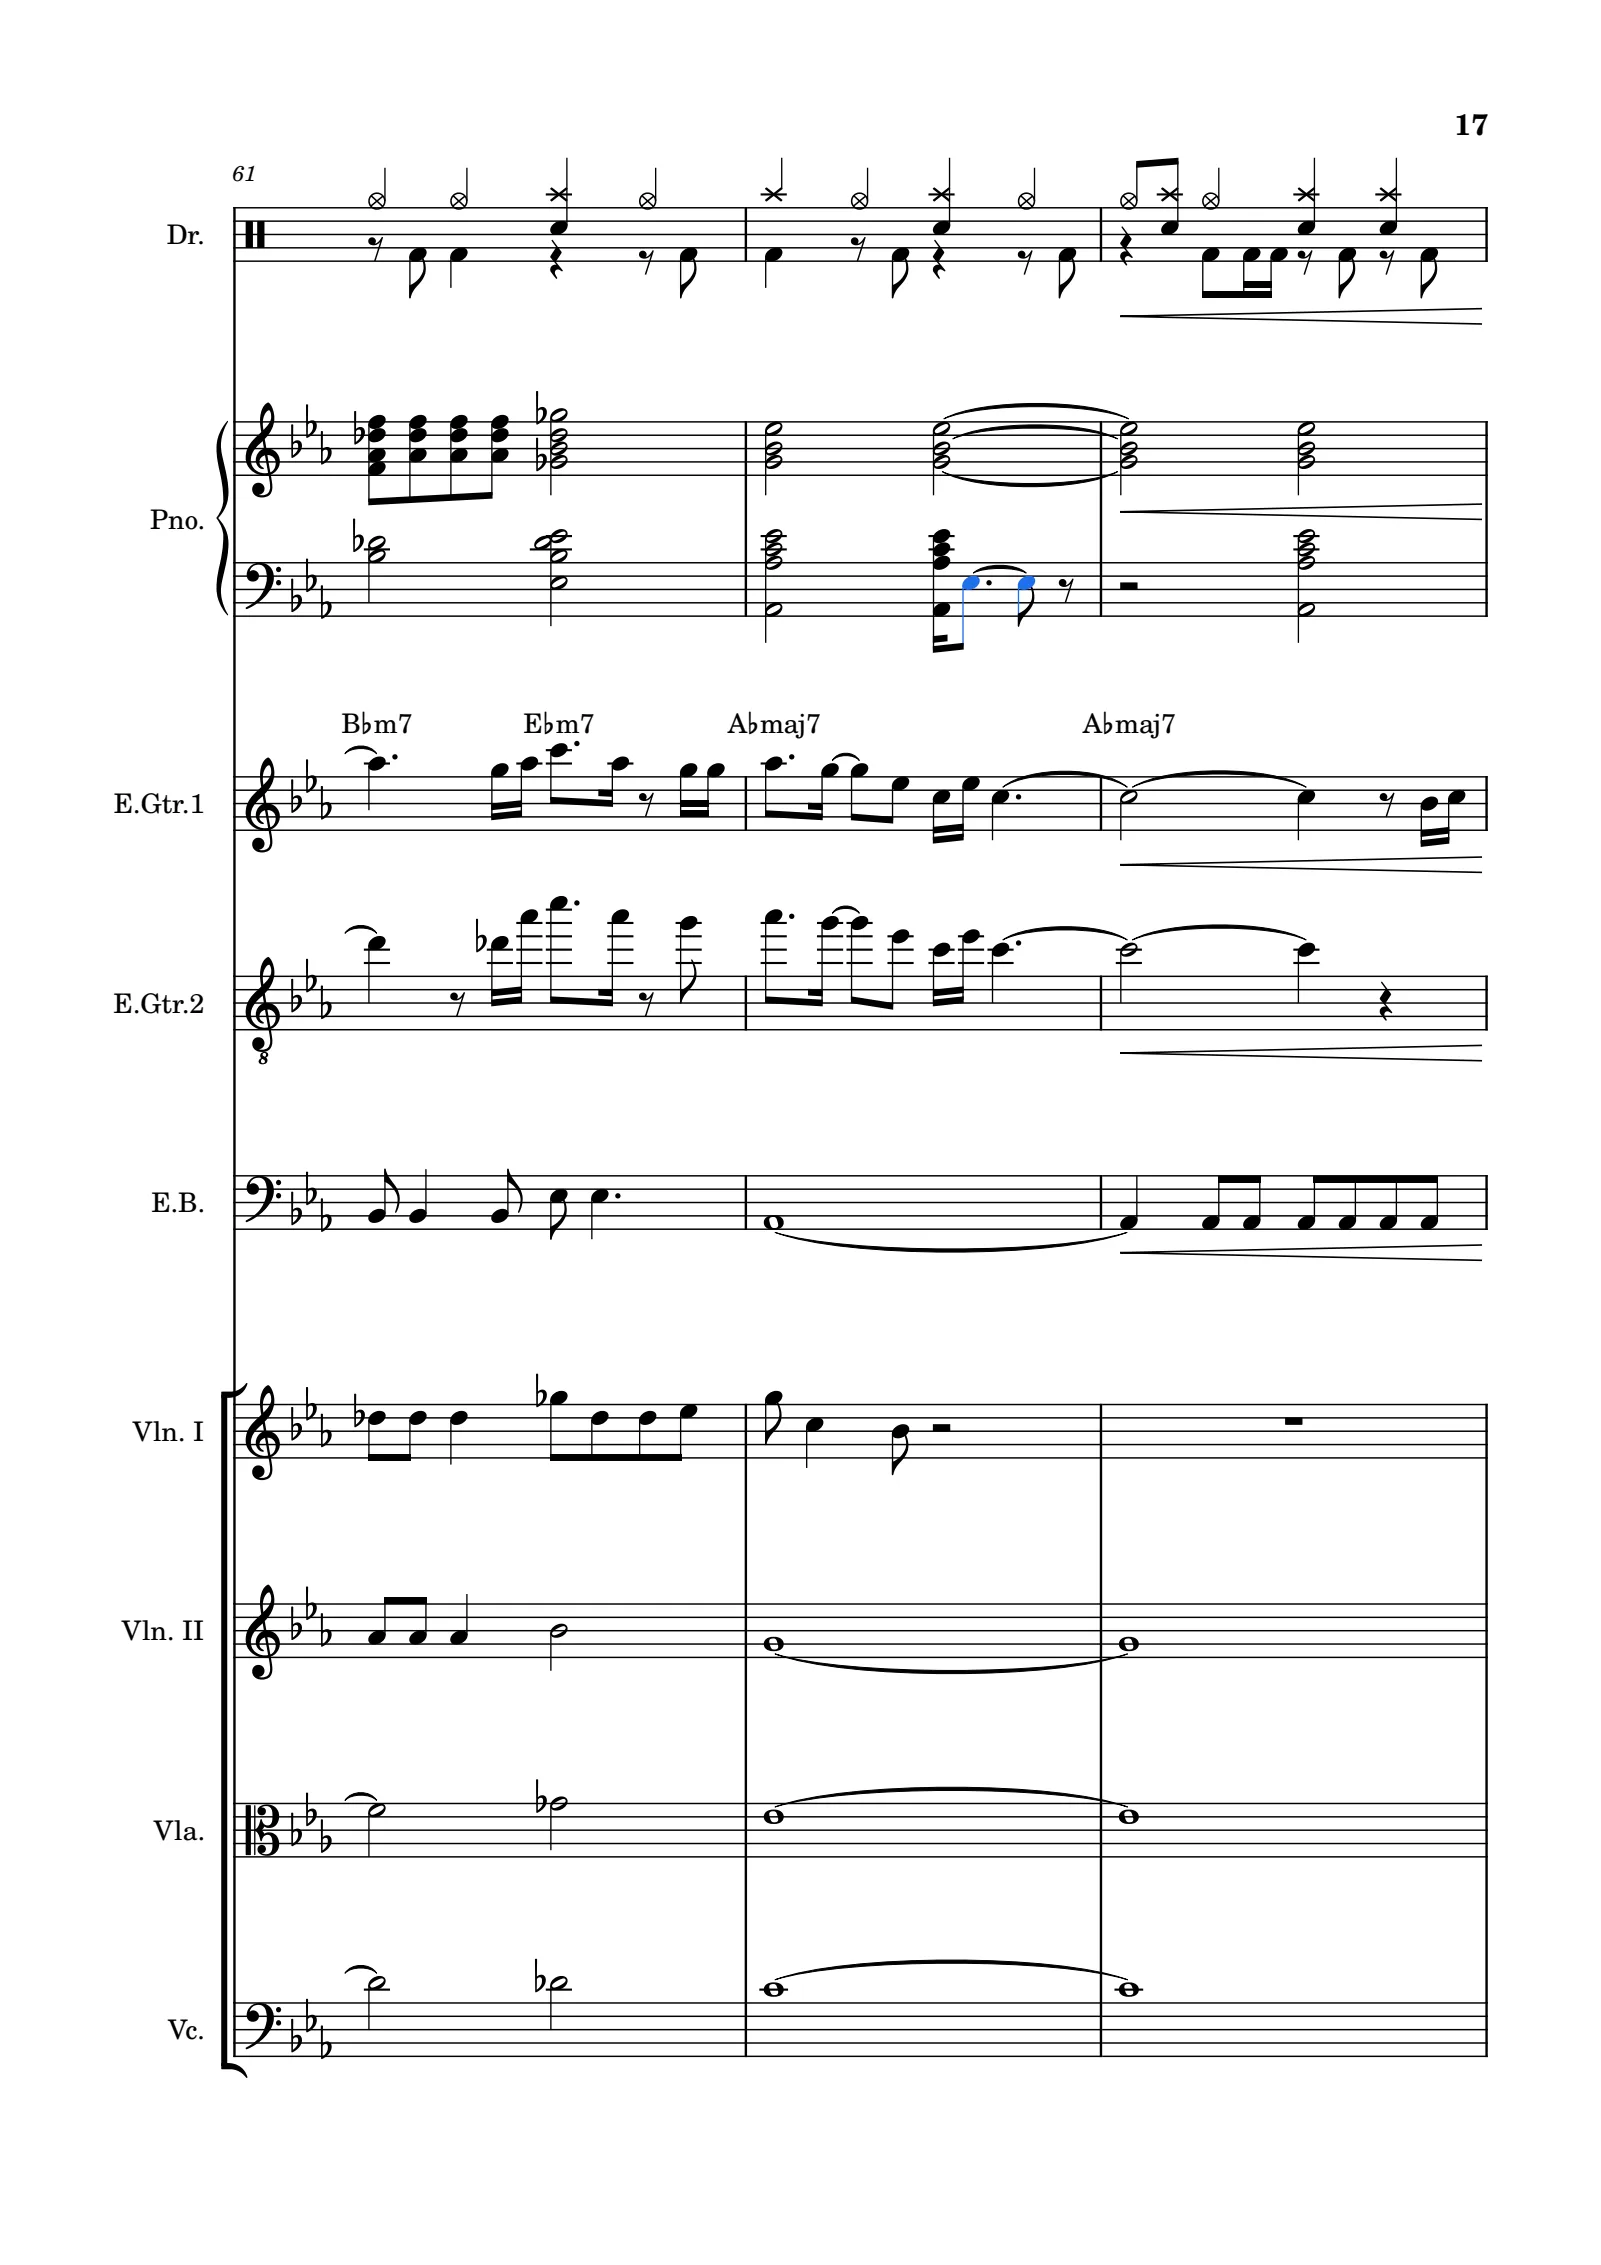 17
61
Dr.
Pno.
B♭m7 E♭m7 A♭maj7 A♭maj7
E.Gtr.1
E.Gtr.2
8
E.B.
Vln. I
Vln. II
Vla.
Vc.